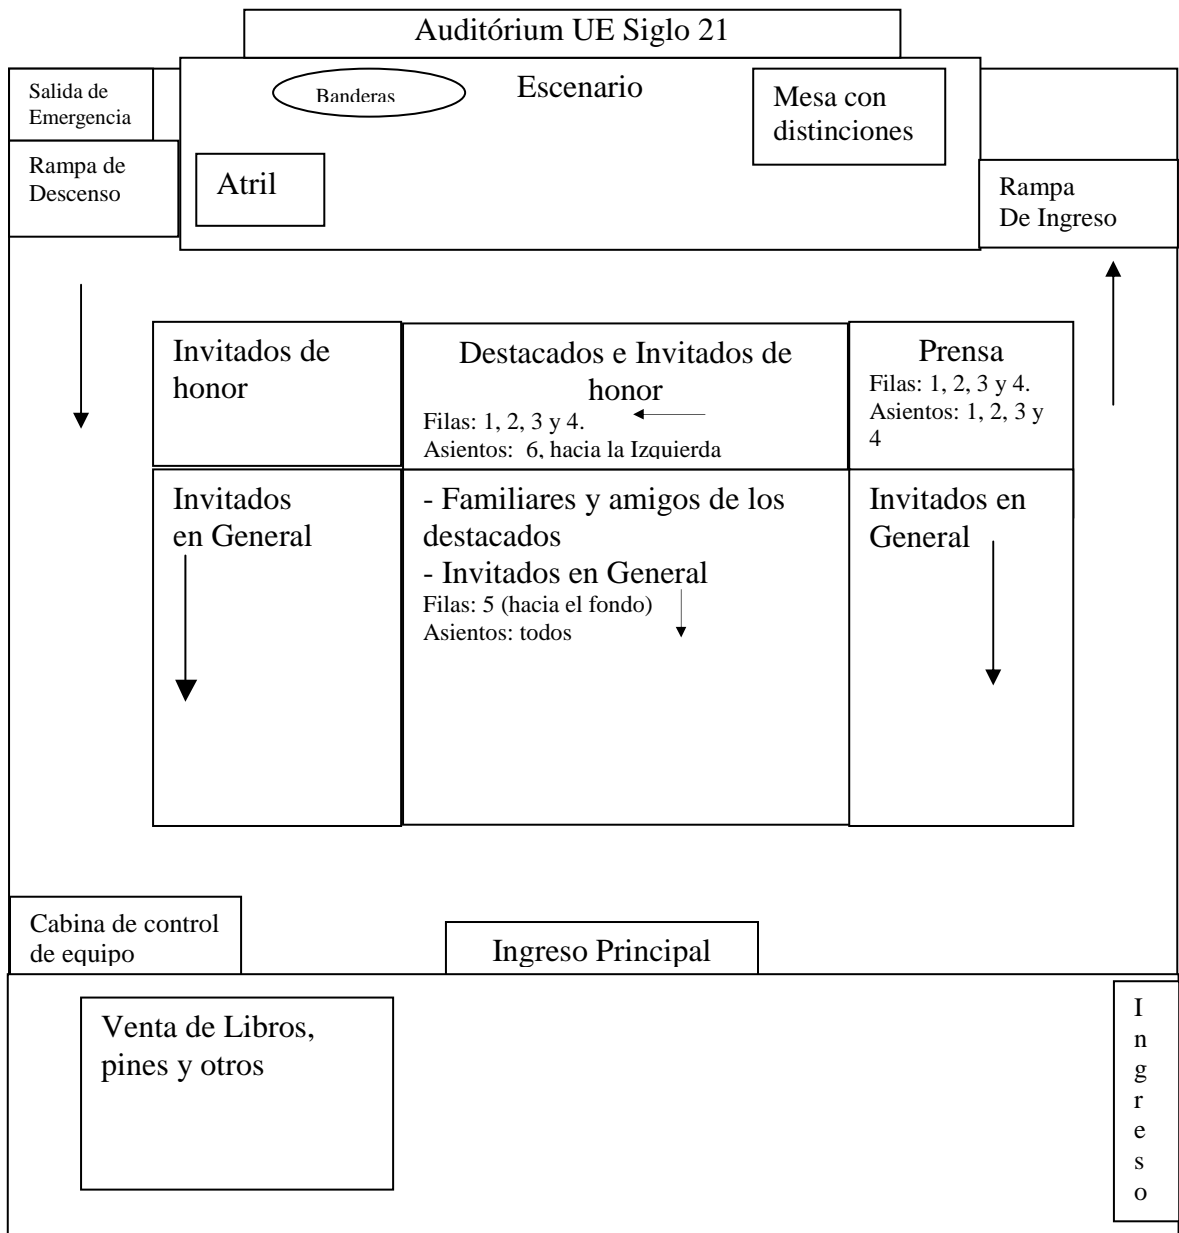 Auditórium UE Siglo 21
Salida de
Emergencia
Banderas
Escenario
Mesa con
distinciones
Rampa de
Descenso
Atril
Rampa
De Ingreso
Invitados de
honor
Destacados e Invitados de
honor
Filas: 1, 2, 3 y 4.
Asientos:  6, hacia la Izquierda
Prensa
Filas: 1, 2, 3 y 4.
Asientos: 1, 2, 3 y
4
Invitados
en General
- Familiares y amigos de los
destacados
- Invitados en General
Filas: 5 (hacia el fondo)
Asientos: todos
Invitados en
General
Cabina de control
de equipo
Ingreso Principal
Venta de Libros,
pines y otros
I
n
g
r
e
s
o